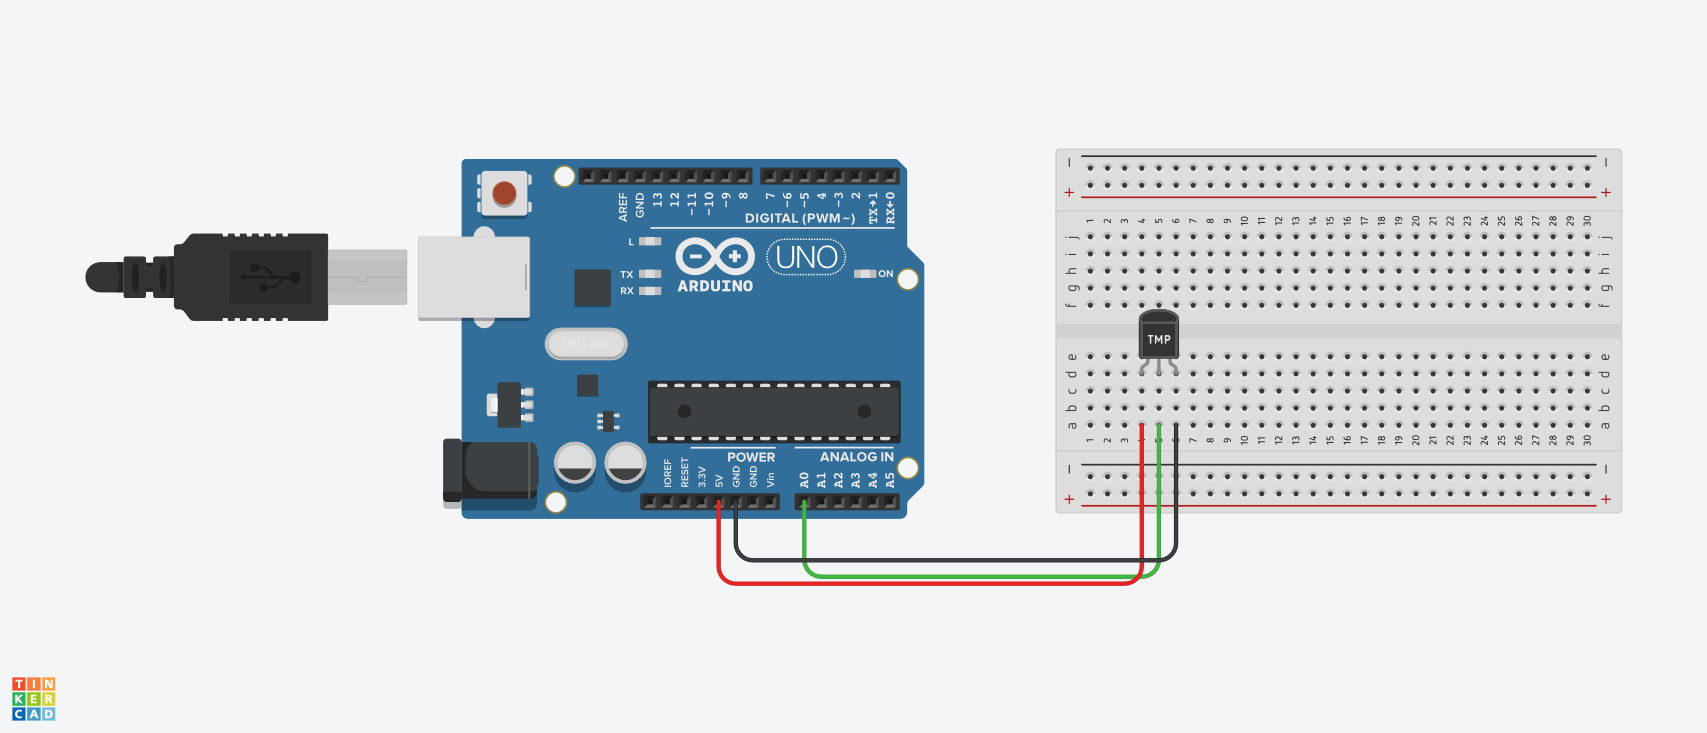 AREF
GND
13
12
~11
~10
~9
8
7
~6
~5
4
~3
2
TX→1
RX←0
DIGITAL (PWM~)
L
TX
RX
UNO
ARDUINO
ON
POWER
ANALOG IN
IOREF
RESET
3.3V
5V
GND
GND
Vin
A0
A1
A2
A3
A4
A5
− −
+ +
1 2 3 4 5 6 7 8 9 10 11 12 13 14 15 16 17 18 19 20 21 22 23 24 25 26 27 28 29 30
j j
i i
h h
g g
f f
TMP
e e
d d
c c
b b
a a
1 2 3 6 7 8 9 10 11 12 13 14 15 16 17 18 19 20 21 22 23 24 25 26 27 28 29 30
− −
+ +
TIN
KER
CAD